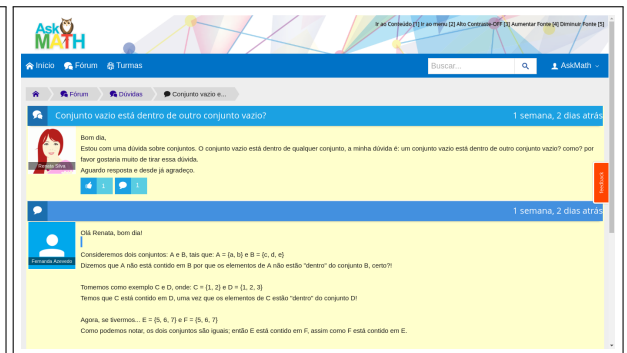 Ask
MATH
Ir ao Conteúdo [1] Ir ao menu [2] Alto Contraste-OFF [3] Aumentar Fonte [4] Diminuir Fonte [5]
Início Fórum Turmas Buscar... AskMath
Fórum Dúvidas Conjunto vazio e...
Conjunto vazio está dentro de outro conjunto vazio? 1 semana, 2 dias atrás
Bom dia,
Estou com uma dúvida sobre conjuntos. O conjunto vazio está dentro de qualquer conjunto, a minha dúvida é: um conjunto vazio está dentro de outro conjunto vazio? como? por
favor gostaria muito de tirar essa dúvida.
Aguardo resposta e desde já agradeço.
Renata Silva
1 1
feedback
1 semana, 2 dias atrás
Olá Renata, bom dia!
Fernanda Azevedo
Consideremos dois conjuntos: A e B, tais que: A = {a, b} e B = {c, d, e}
Dizemos que A não está contido em B por que os elementos de A não estão "dentro" do conjunto B, certo?!
Tomemos como exemplo C e D, onde: C = {1, 2} e D = {1, 2, 3}
Temos que C está contido em D, uma vez que os elementos de C estão "dentro" do conjunto D!
Agora, se tivermos... E = {5, 6, 7} e F = {5, 6, 7}
Como podemos notar, os dois conjuntos são iguais; então E está contido em F, assim como F está contido em E.